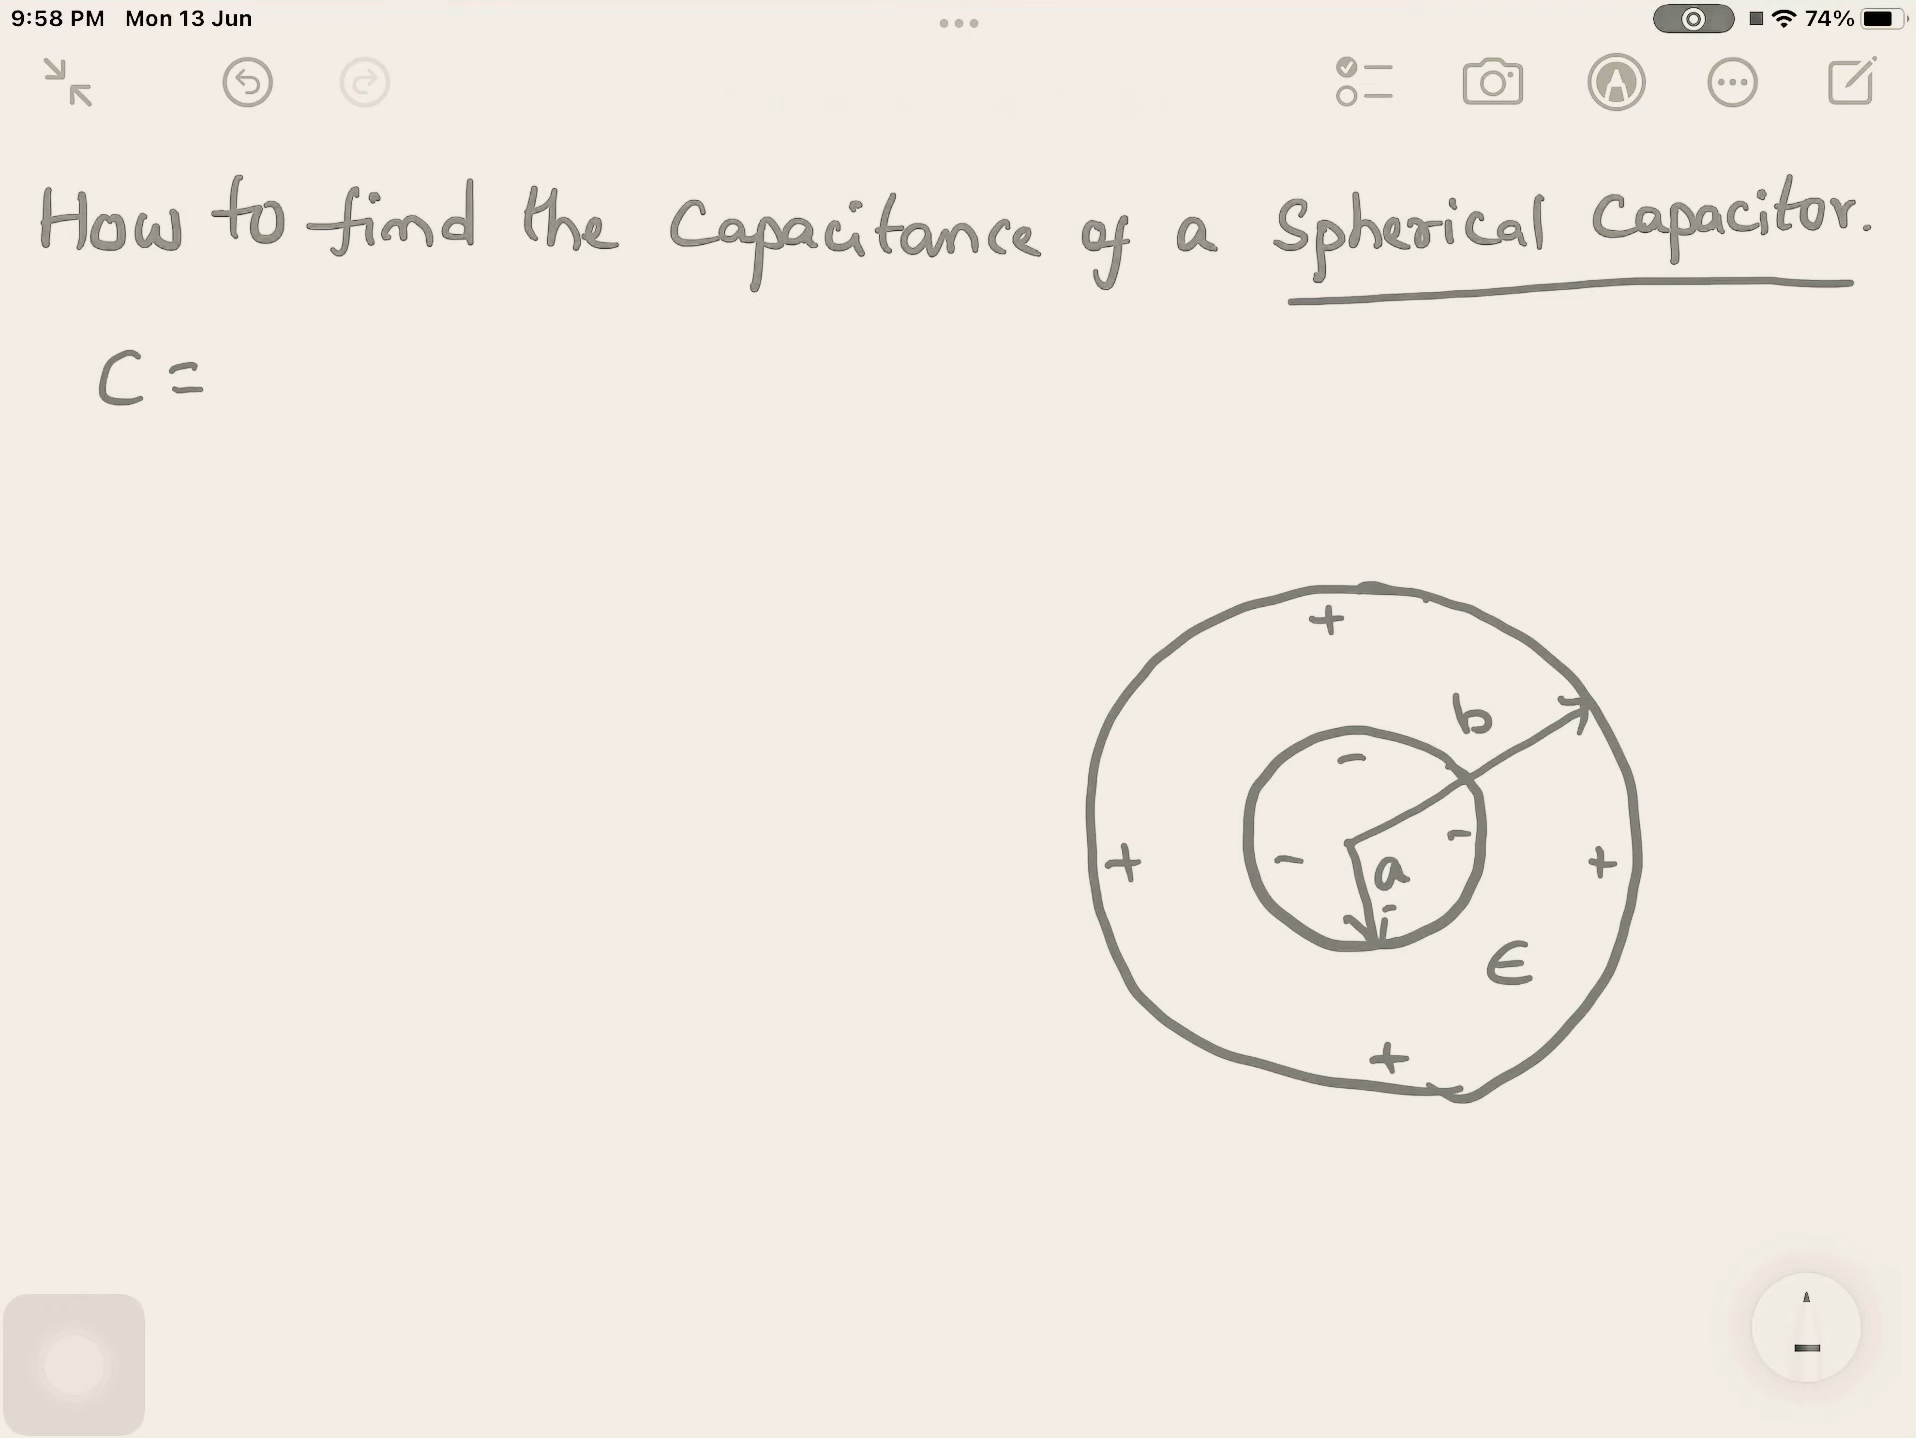 9:58 PM Mon 13 Jun 74%
How to find the Capacitance of a Spherical Capacitor.
C =
+
b
-
+ - a - +
-
ϵ
+